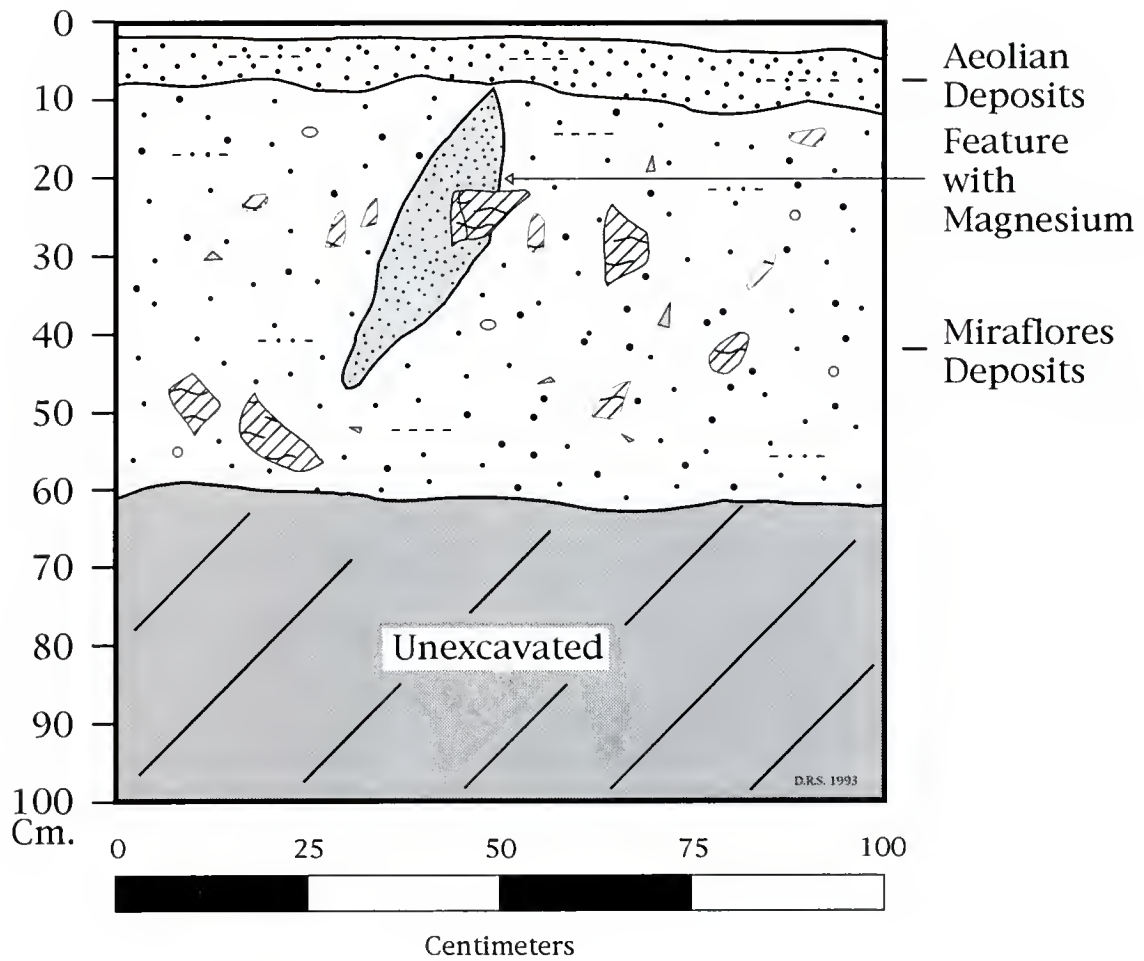 0
10
20
30
40
50
60
70
80
90
100
Cm.
Aeolian
Deposits
Feature
with
Magnesium
Miraflores
Deposits
Unexcavated
D.R.S. 1993
0 25 50 75 100
Centimeters